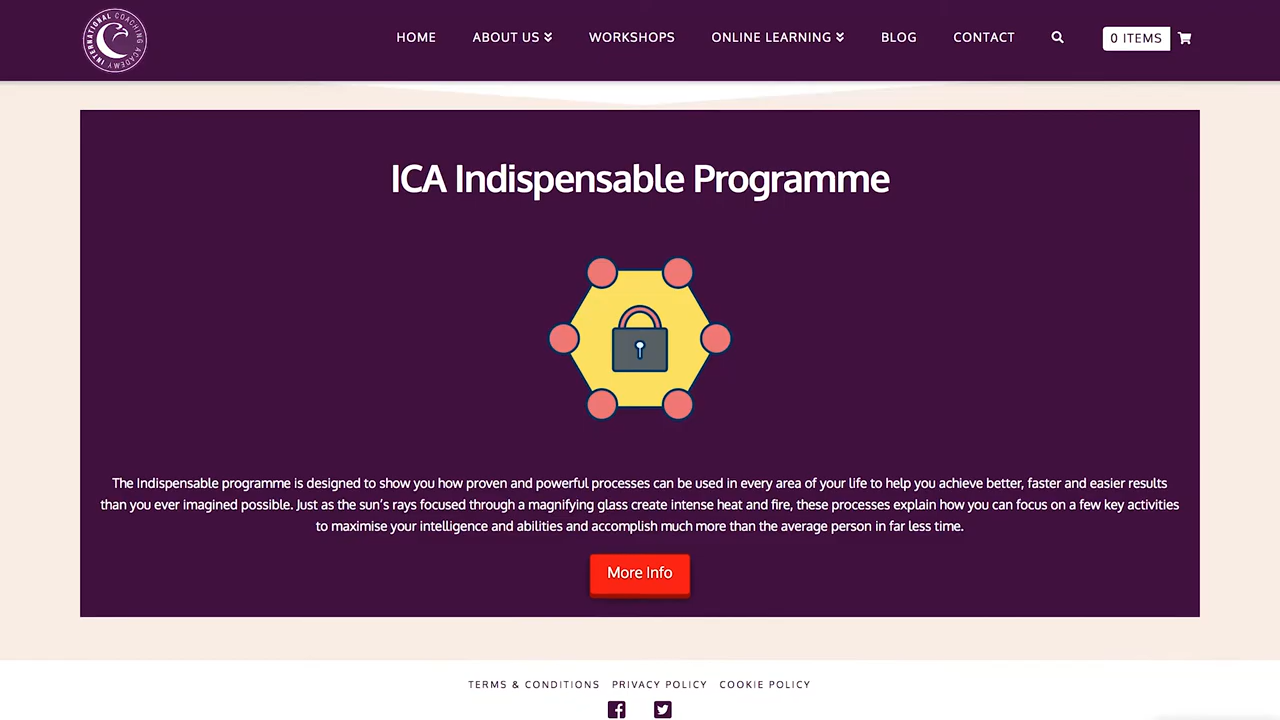 INTERNATIONAL COACHING ACADEMY
HOME ABOUT US WORKSHOPS ONLINE LEARNING BLOG CONTACT 0 ITEMS
ICA Indispensable Programme
The Indispensable programme is designed to show you how proven and powerful processes can be used in every area of your life to help you achieve better, faster and easier results
than you ever imagined possible. Just as the sun’s rays focused through a magnifying glass create intense heat and fire, these processes explain how you can focus on a few key activities
to maximise your intelligence and abilities and accomplish much more than the average person in far less time.
More Info
TERMS & CONDITIONS PRIVACY POLICY COOKIE POLICY